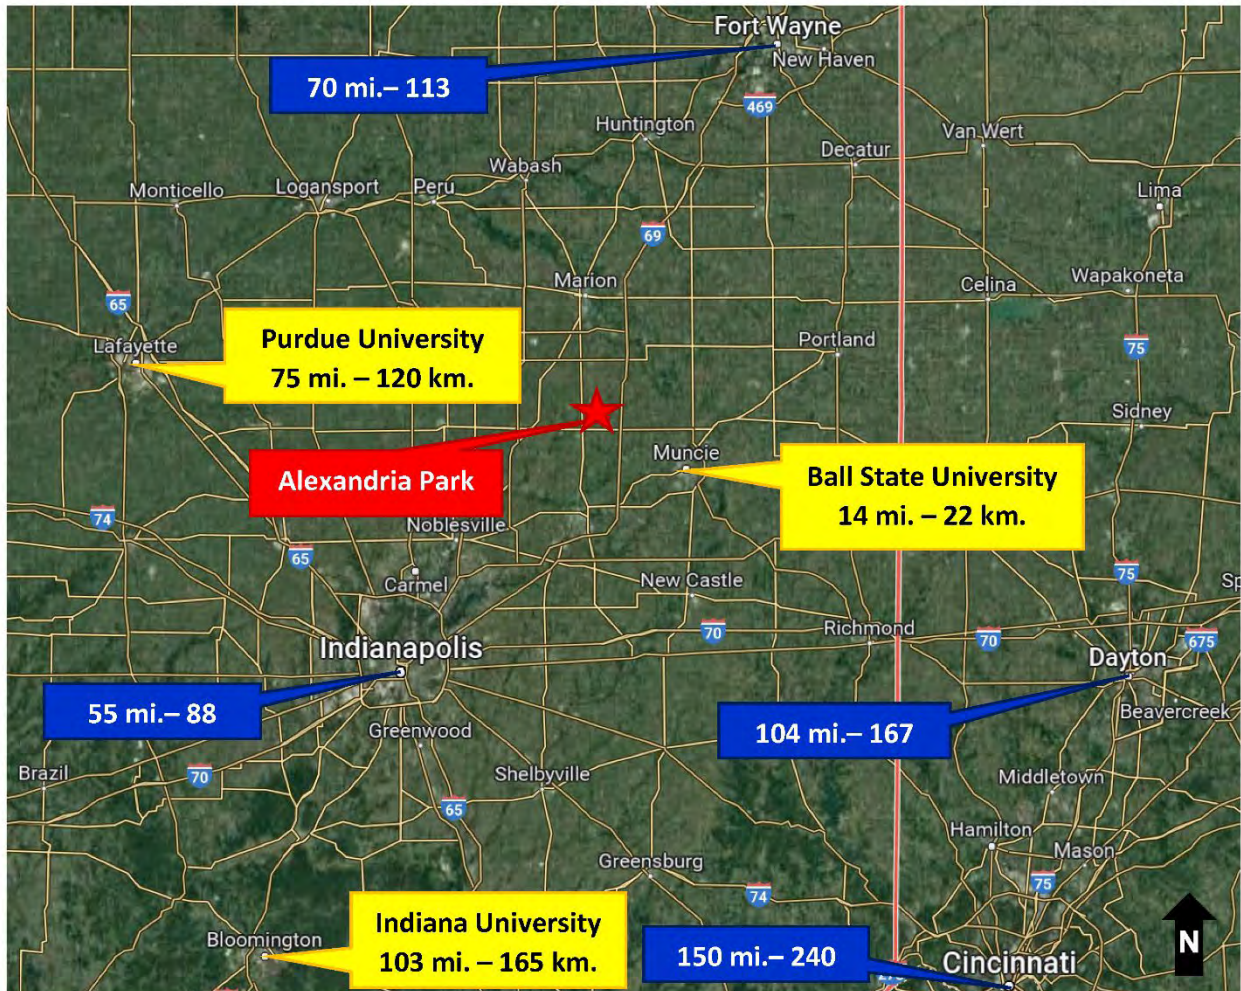 Fort Wayne
New Haven
70 mi.– 113
469
Huntington
Van Wert
Decatur
Wabash
Monticello
Logansport
Peru
Lima
69
Marion
Celina
Wapakoneta
65
Purdue University
75 mi. – 120 km.
Lafayette
Portland
75
Sidney
Alexandria Park
Muncie
Ball State University
14 mi. – 22 km.
74
Noblesville
65
Carmel
New Castle
75
70
Richmond
70
675
Indianapolis
Dayton
55 mi.– 88
104 mi.– 167
Beavercreek
Greenwood
Brazil
70
Shelbyville
Middletown
65
Hamilton
Mason
Greensburg
74
75
Bloomington
Indiana University
103 mi. – 165 km.
150 mi.– 240
Cincinnati
N